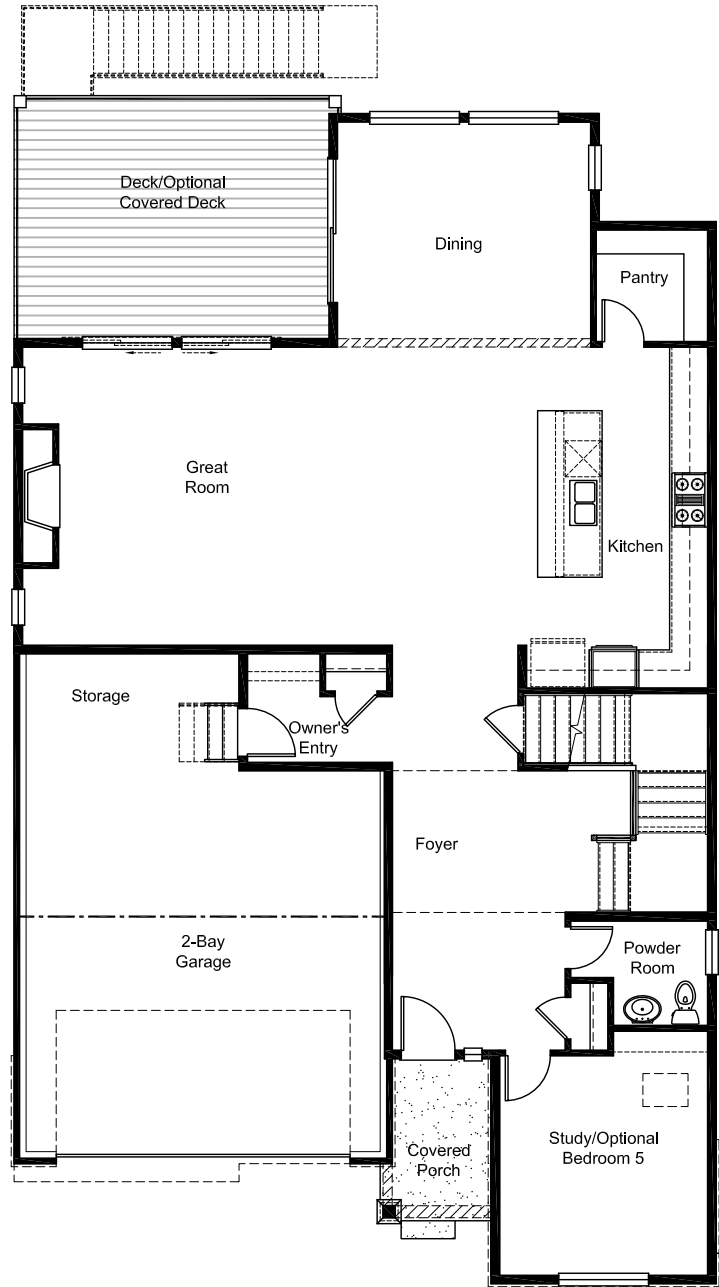 Deck/Optional
Covered Deck
Dining
Pantry
Great
Room
Kitchen
Storage
Owner's
Entry
Foyer
2-Bay
Garage
Powder
Room
Covered
Porch
Study/Optional
Bedroom 5